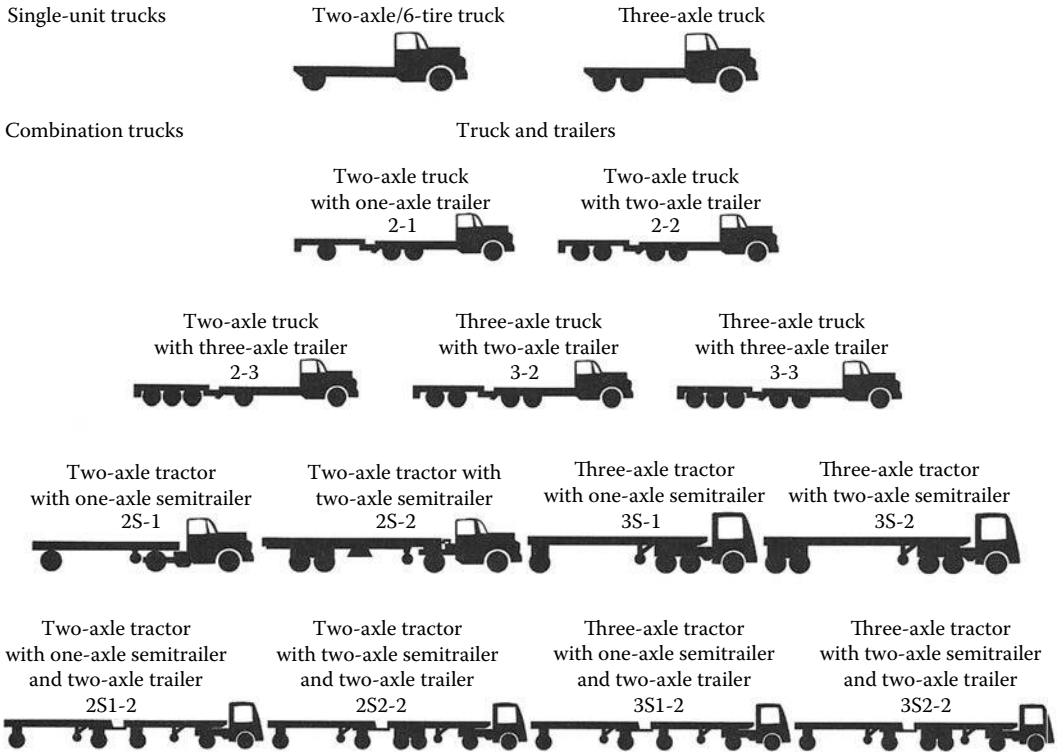 Single-unit trucks
Two-axle/6-tire truck
Three-axle truck
Combination trucks
Truck and trailers
Two-axle truck
with one-axle trailer
2-1
Two-axle truck
with two-axle trailer
2-2
Two-axle truck
with three-axle trailer
2-3
Three-axle truck
with two-axle trailer
3-2
Three-axle truck
with three-axle trailer
3-3
Two-axle tractor
with one-axle semitrailer
2S-1
Two-axle tractor with
two-axle semitrailer
2S-2
Three-axle tractor
with one-axle semitrailer
3S-1
Three-axle tractor
with two-axle semitrailer
3S-2
Two-axle tractor
with one-axle semitrailer
and two-axle trailer
2S1-2
Two-axle tractor
with two-axle semitrailer
and two-axle trailer
2S2-2
Three-axle tractor
with one-axle semitrailer
and two-axle trailer
3S1-2
Three-axle tractor
with two-axle semitrailer
and two-axle trailer
3S2-2